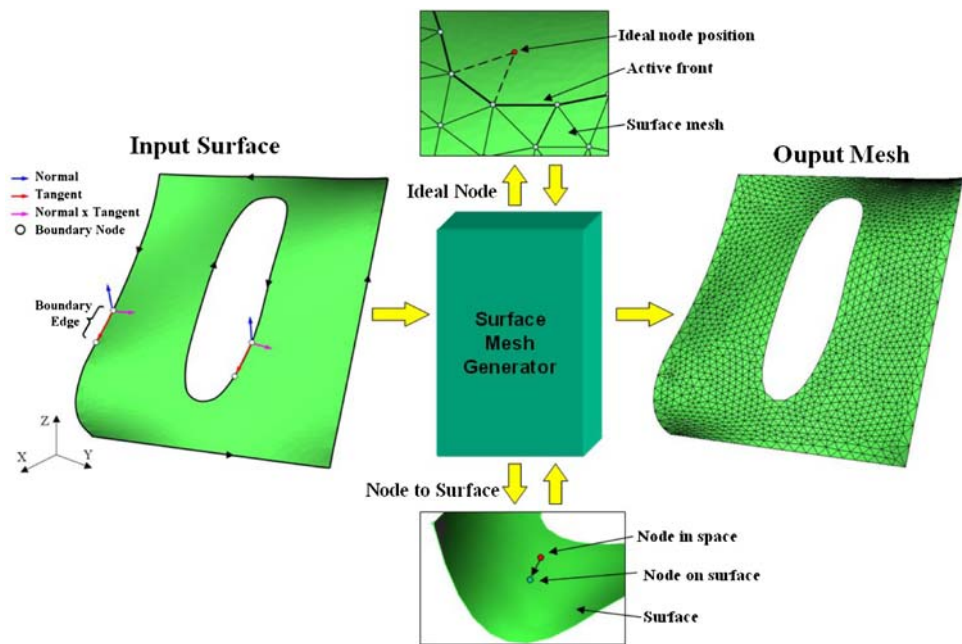 Ideal node position
Active front
Surface mesh
Input Surface
Normal
Tangent
Normal x Tangent
Boundary Node
Boundary
Edge
Z
X
Y
Ideal Node
Surface
Mesh
Generator
Ouput Mesh
Node to Surface
Node in space
Node on surface
Surface